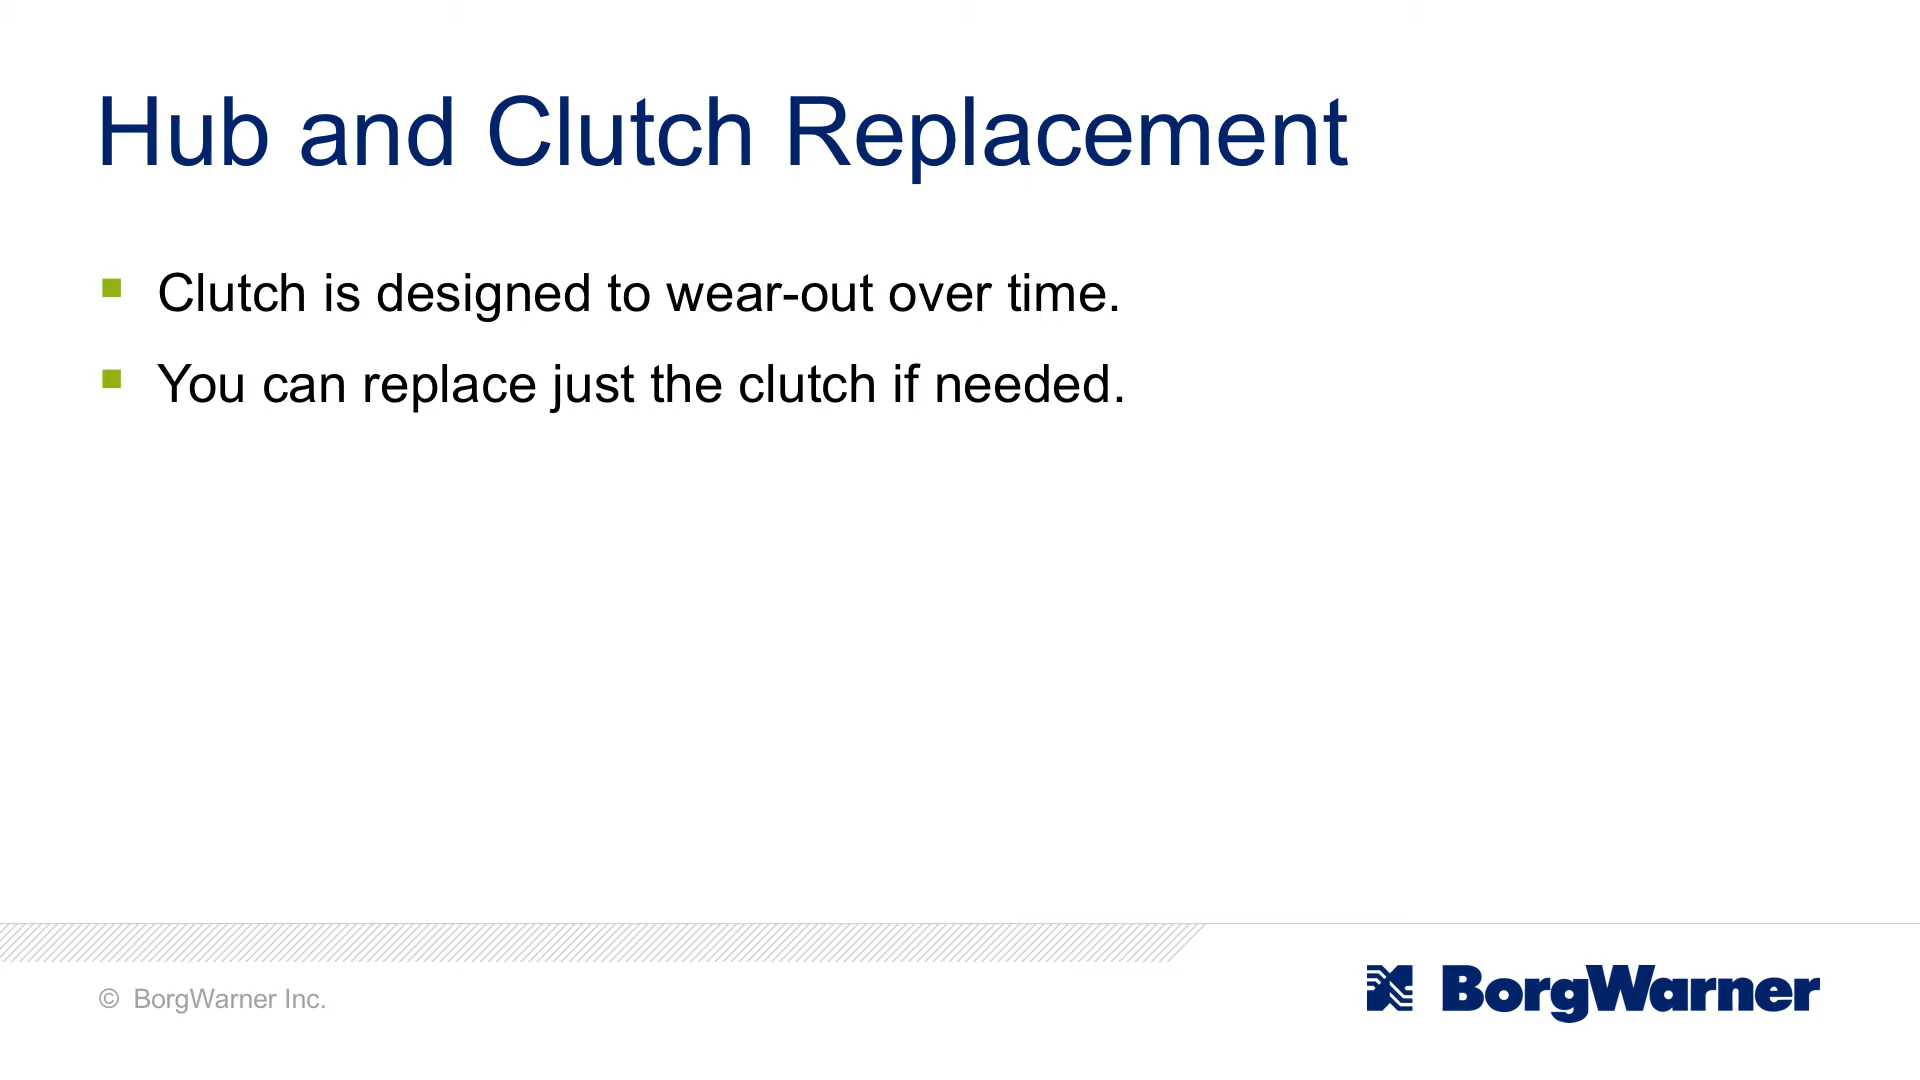 Hub and Clutch Replacement
▪ Clutch is designed to wear-out over time.
▪ You can replace just the clutch if needed.
© BorgWarner Inc.
BorgWarner